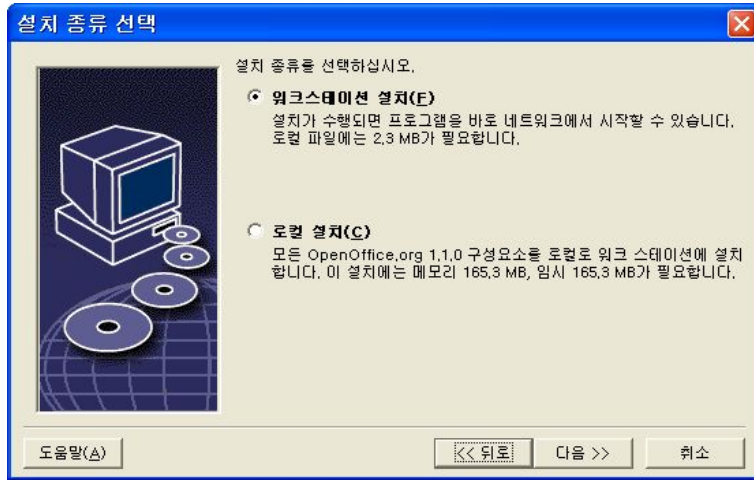 설치 종류 선택
설치 종류를 선택하십시오.
워크스테이션 설치(E)
설치가 수행되면 프로그램을 바로 네트워크에서 시작할 수 있습니다.
로컬 파일에는 2,3 MB가 필요합니다.
로컬 설치(C)
모든 OpenOffice.org 1.1.0 구성요소를 로컬로 워크 스테이션에 설치
합니다. 이 설치에는 메모리 165,3 MB, 임시 165,3 MB가 필요합니다.
도움말(A)
<< 뒤로
다음 >>
취소